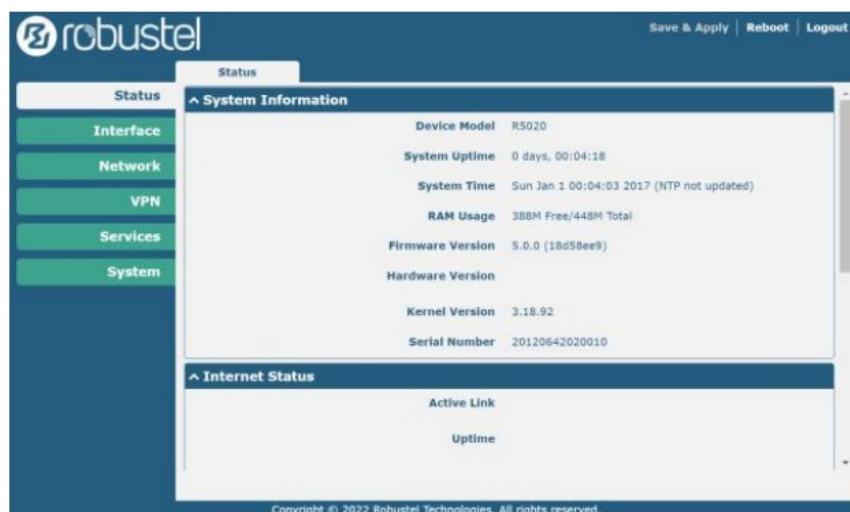 robustel
Save & Apply | Reboot | Logout
Status
Status
Interface
Network
VPN
Services
System
^ System Information
Device Model R5020
System Uptime 0 days, 00:04:18
System Time Sun Jan 1 00:04:03 2017 (NTP not updated)
RAM Usage 388M Free/448M Total
Firmware Version 5.0.0 (18d58ee9)
Hardware Version
Kernel Version 3.18.92
Serial Number 20120642020010
^ Internet Status
Active Link
Uptime
Copyright © 2022 Robustel Technologies. All rights reserved.